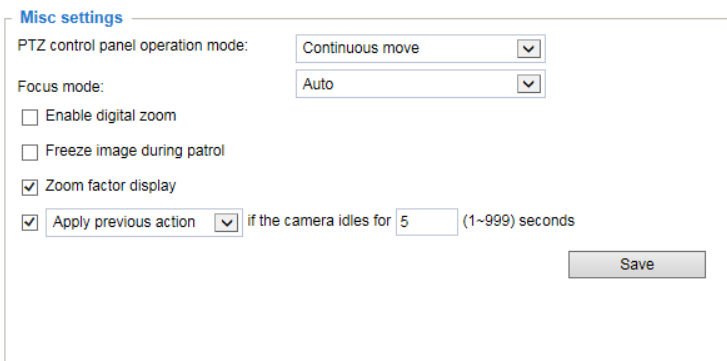 Misc settings
PTZ control panel operation mode: Continuous move
Focus mode: Auto
Enable digital zoom
Freeze image during patrol
Zoom factor display
Apply previous action if the camera idles for 5 (1~999) seconds
Save